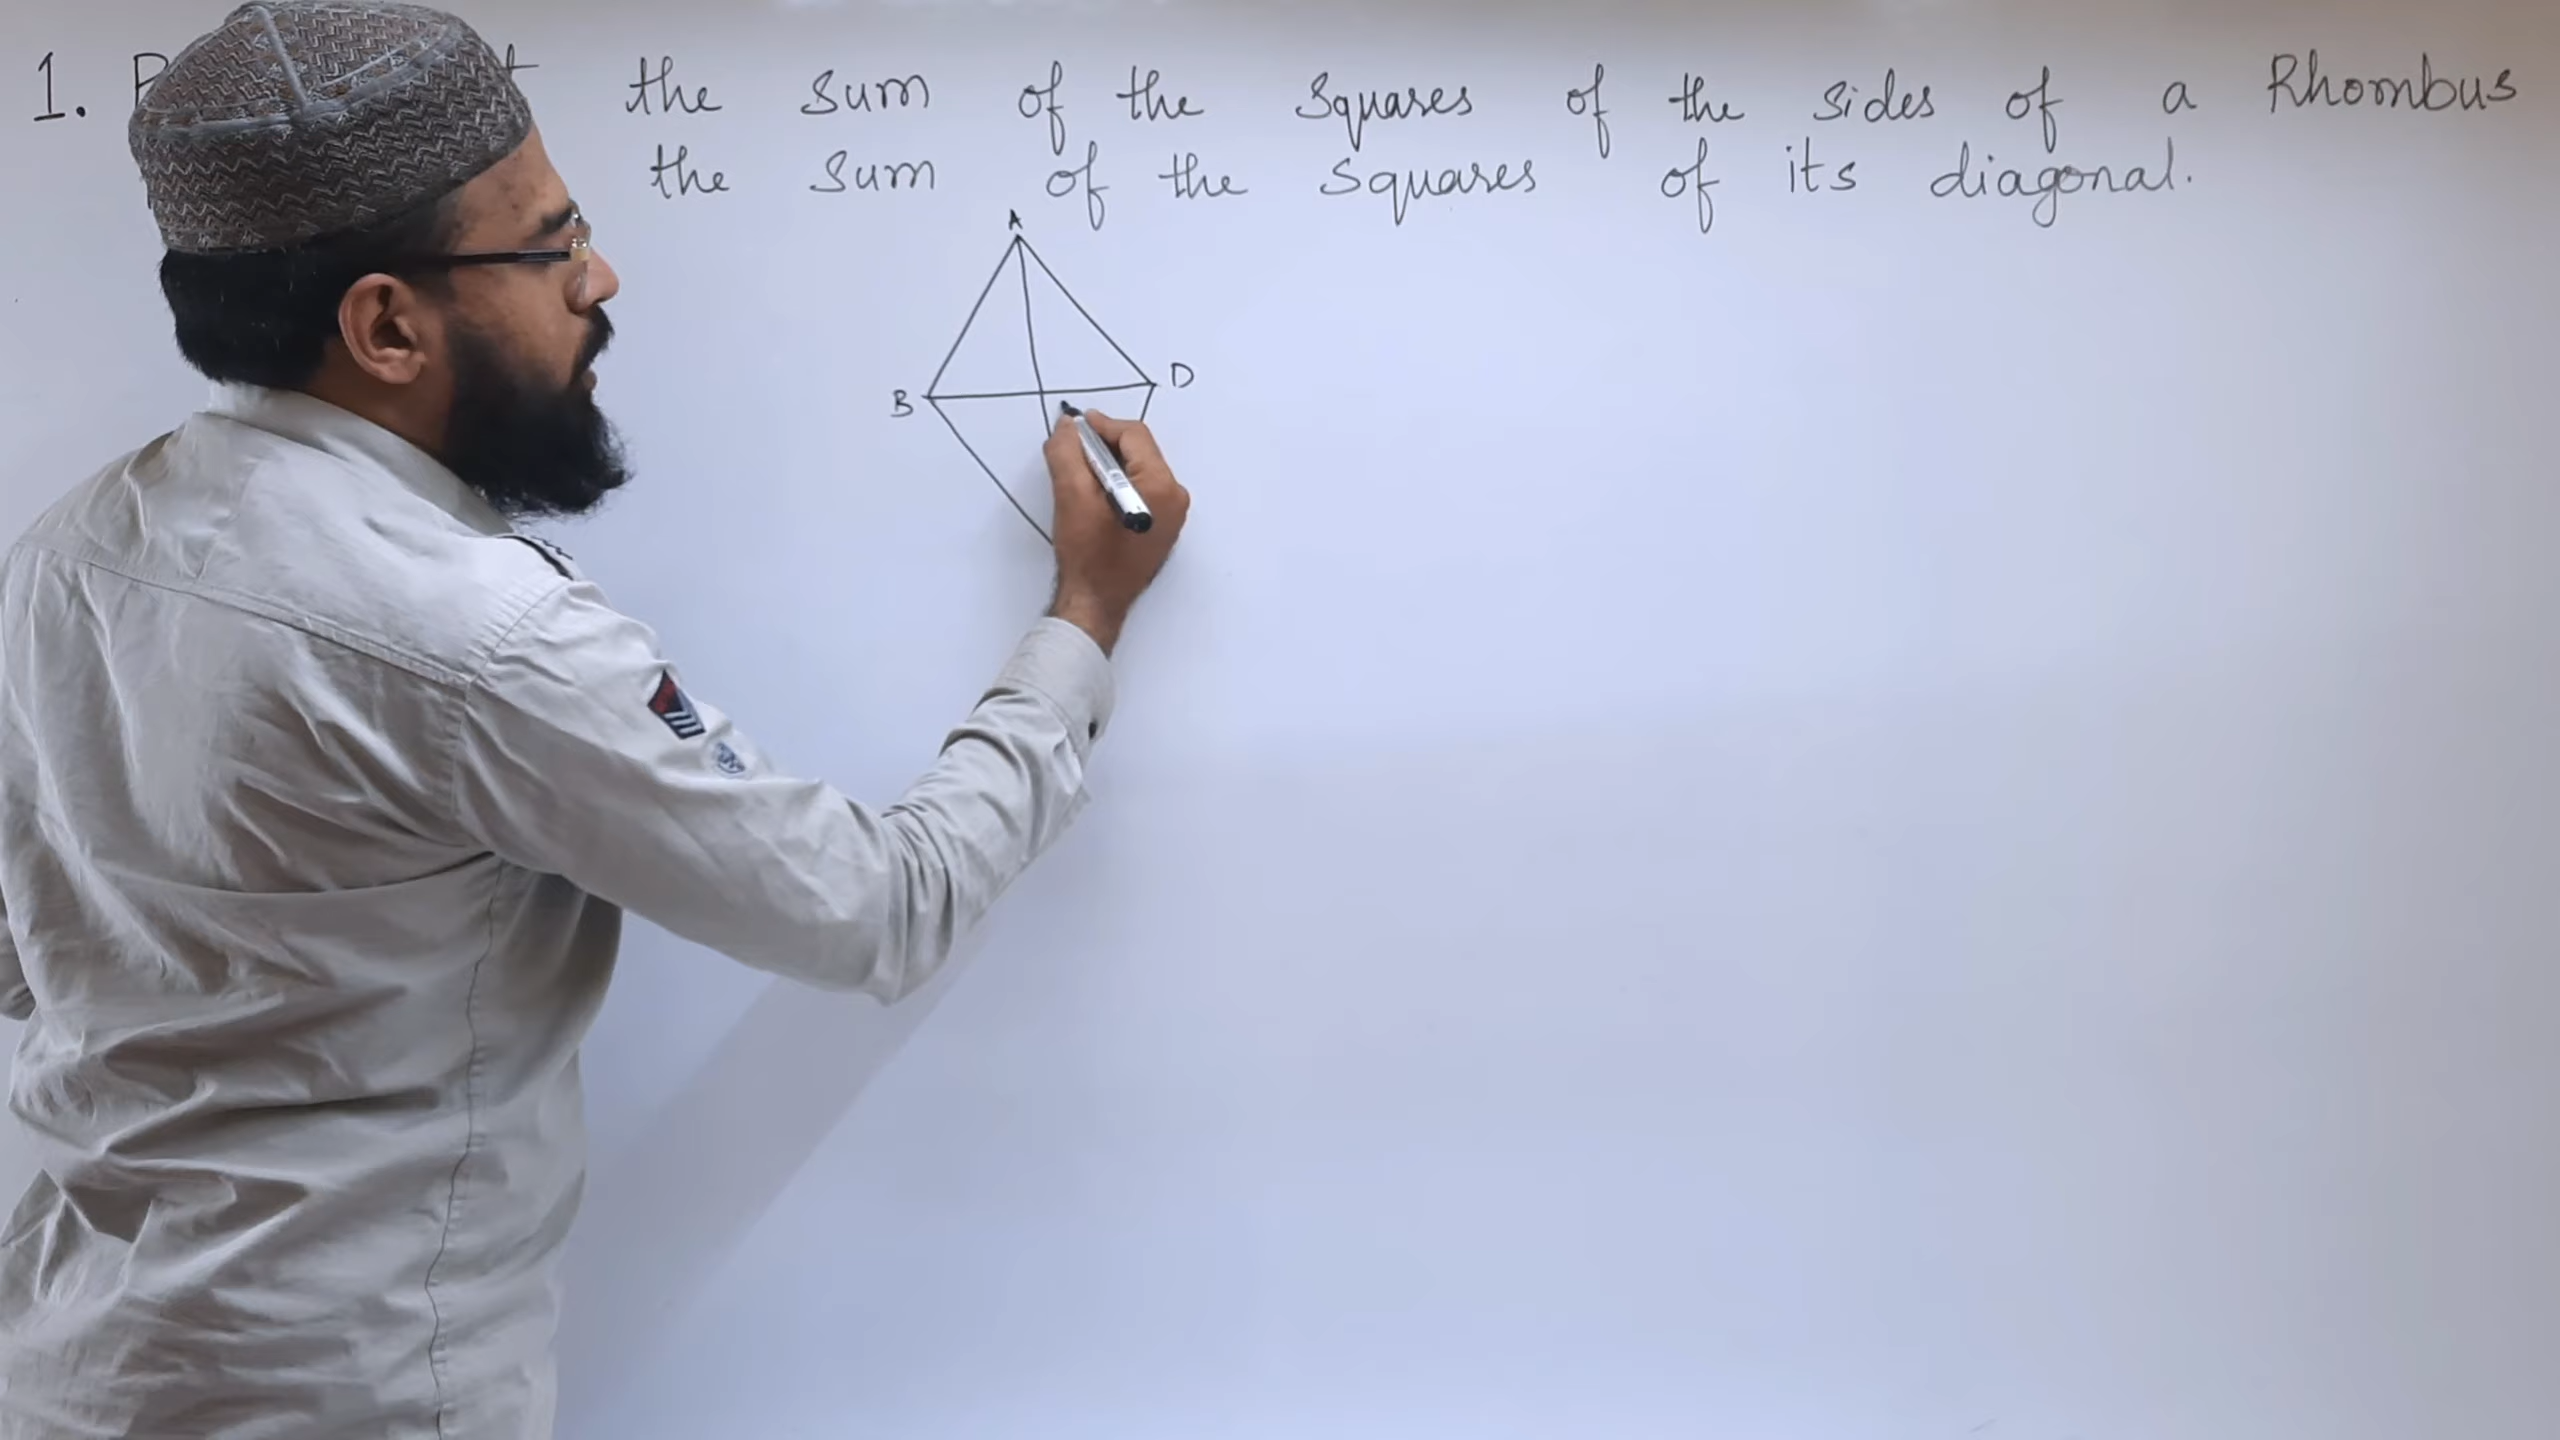 1. the sum of the squares of the sides of a Rhombus
the sum of the squares of its diagonal.
A
B
D